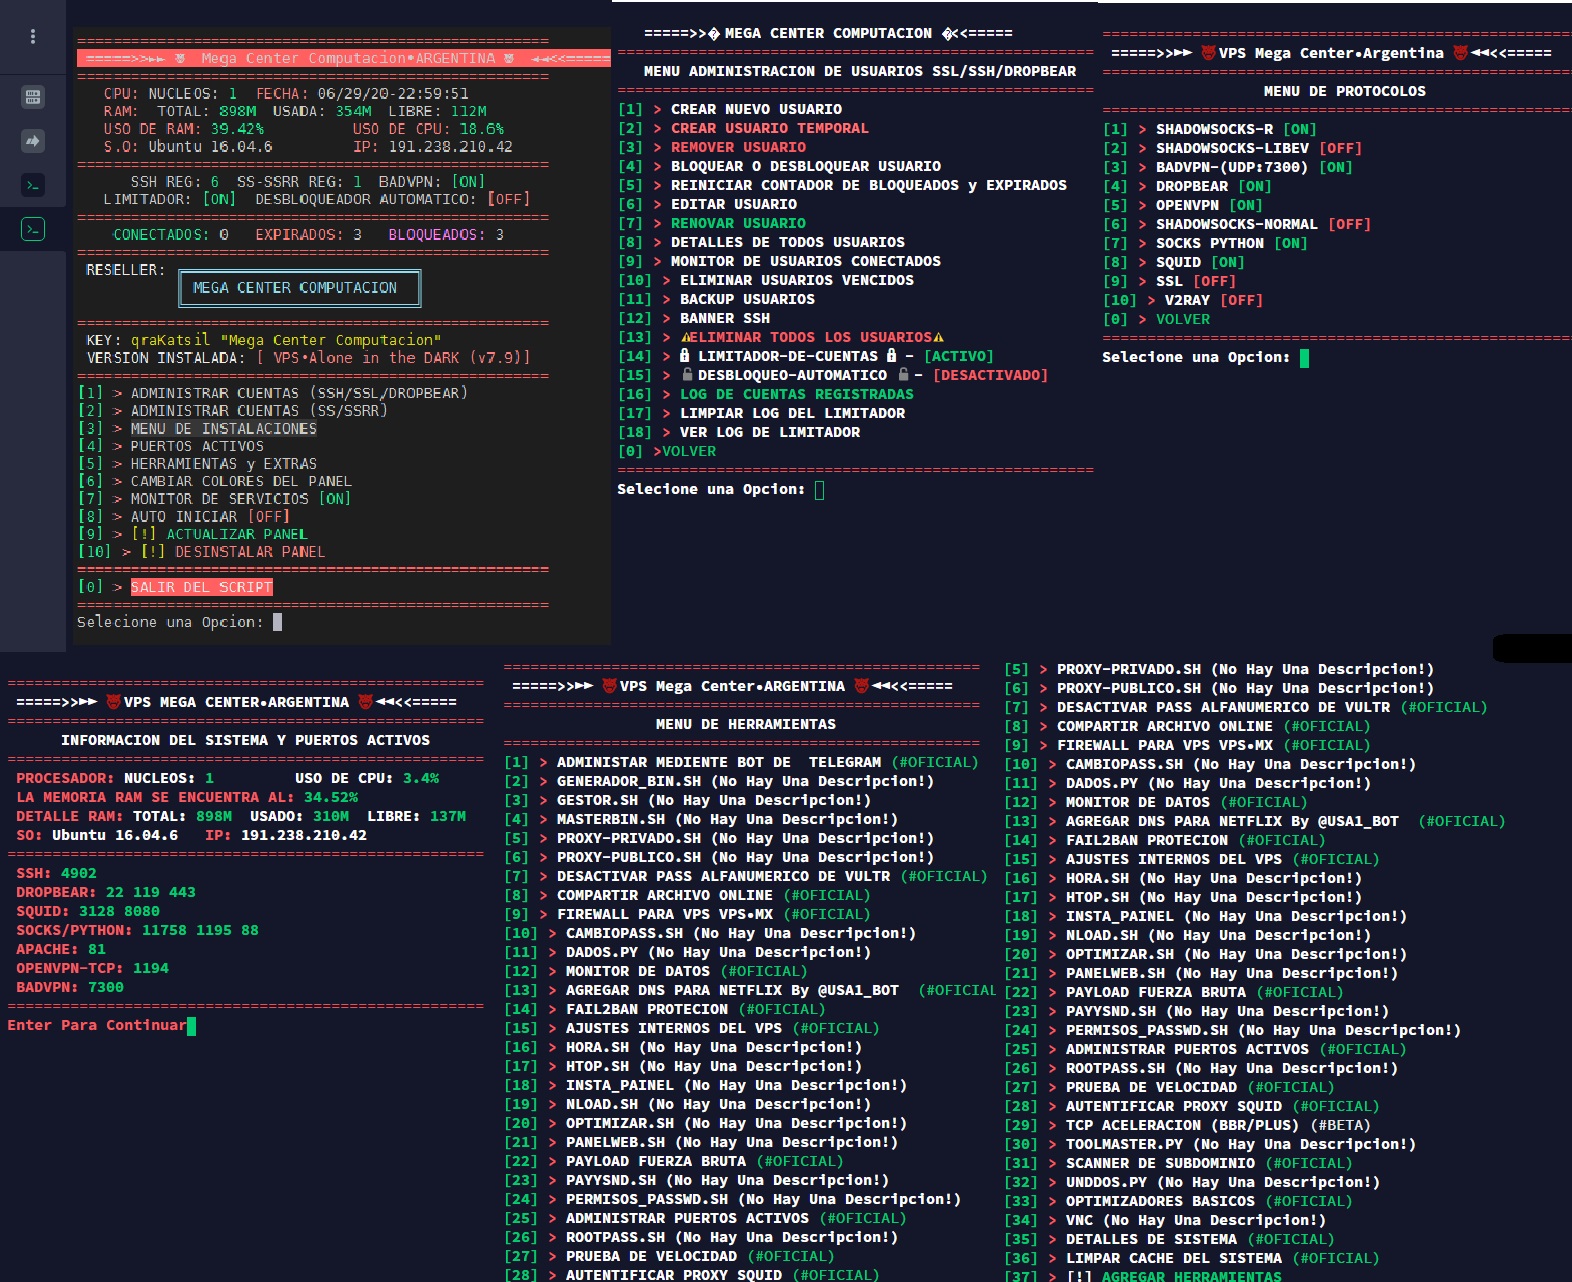 =====================================================
=====>>►► 👹 Mega Center Computacion•ARGENTINA 👹 ◄◄<<=====
=====================================================
CPU: NUCLEOS: 1 FECHA: 06/29/20-22:59:51
RAM: TOTAL: 898M USADA: 354M LIBRE: 112M
USO DE RAM: 39.42% USO DE CPU: 18.6%
S.O: Ubuntu 16.04.6 IP: 191.238.210.42
=====================================================
SSH REG: 6 SS-SSRR REG: 1 BADVPN: [ON]
LIMITADOR: [ON] DESBLOQUEADOR AUTOMATICO: [OFF]
=====================================================
CONECTADOS: 0 EXPIRADOS: 3 BLOQUEADOS: 3
=====================================================
RESELLER:
MEGA CENTER COMPUTACION
=====================================================
KEY: qraKatsil "Mega Center Computacion"
VERSION INSTALADA: [ VPS•Alone in the DARK (v7.9)]
=====================================================
[1] > ADMINISTRAR CUENTAS (SSH/SSL/DROPBEAR)
[2] > ADMINISTRAR CUENTAS (SS/SSRR)
[3] > MENU DE INSTALACIONES
[4] > PUERTOS ACTIVOS
[5] > HERRAMIENTAS y EXTRAS
[6] > CAMBIAR COLORES DEL PANEL
[7] > MONITOR DE SERVICIOS [ON]
[8] > AUTO INICIAR [OFF]
[9] > [!] ACTUALIZAR PANEL
[10] > [!] DESINSTALAR PANEL
=====================================================
[0] > SALIR DEL SCRIPT
=====================================================
Selecione una Opcion:
=====>>� MEGA CENTER COMPUTACION �<<=====
=====================================================
MENU ADMINISTRACION DE USUARIOS SSL/SSH/DROPBEAR
=====================================================
[1] > CREAR NUEVO USUARIO
[2] > CREAR USUARIO TEMPORAL
[3] > REMOVER USUARIO
[4] > BLOQUEAR O DESBLOQUEAR USUARIO
[5] > REINICIAR CONTADOR DE BLOQUEADOS y EXPIRADOS
[6] > EDITAR USUARIO
[7] > RENOVAR USUARIO
[8] > DETALLES DE TODOS USUARIOS
[9] > MONITOR DE USUARIOS CONECTADOS
[10] > ELIMINAR USUARIOS VENCIDOS
[11] > BACKUP USUARIOS
[12] > BANNER SSH
[13] > ⚠ELIMINAR TODOS LOS USUARIOS⚠
[14] > 🔒 LIMITADOR-DE-CUENTAS 🔒 - [ACTIVO]
[15] > 🔓 DESBLOQUEO-AUTOMATICO 🔓 - [DESACTIVADO]
[16] > LOG DE CUENTAS REGISTRADAS
[17] > LIMPIAR LOG DEL LIMITADOR
[18] > VER LOG DE LIMITADOR
[0] >VOLVER
=====================================================
Selecione una Opcion:
=====================================================
=====>>►► 👹VPS Mega Center•Argentina 👹◄◄<<=====
=====================================================
MENU DE PROTOCOLOS
=====================================================
[1] > SHADOWSOCKS-R [ON]
[2] > SHADOWSOCKS-LIBEV [OFF]
[3] > BADVPN-(UDP:7300) [ON]
[4] > DROPBEAR [ON]
[5] > OPENVPN [ON]
[6] > SHADOWSOCKS-NORMAL [OFF]
[7] > SOCKS PYTHON [ON]
[8] > SQUID [ON]
[9] > SSL [OFF]
[10] > V2RAY [OFF]
[0] > VOLVER
=====================================================
Selecione una Opcion:
=====================================================
=====>>►► 👹VPS MEGA CENTER•ARGENTINA 👹◄◄<<=====
=====================================================
INFORMACION DEL SISTEMA Y PUERTOS ACTIVOS
=====================================================
PROCESADOR: NUCLEOS: 1 USO DE CPU: 3.4%
LA MEMORIA RAM SE ENCUENTRA AL: 34.52%
DETALLE RAM: TOTAL: 898M USADO: 310M LIBRE: 137M
SO: Ubuntu 16.04.6 IP: 191.238.210.42
=====================================================
SSH: 4902
DROPBEAR: 22 119 443
SQUID: 3128 8080
SOCKS/PYTHON: 11758 1195 88
APACHE: 81
OPENVPN-TCP: 1194
BADVPN: 7300
=====================================================
Enter Para Continuar
=====================================================
=====>>►► 👹VPS Mega Center•ARGENTINA 👹◄◄<<=====
=====================================================
MENU DE HERRAMIENTAS
=====================================================
[1] > ADMINISTAR MEDIENTE BOT DE TELEGRAM (#OFICIAL)
[2] > GENERADOR_BIN.SH (No Hay Una Descripcion!)
[3] > GESTOR.SH (No Hay Una Descripcion!)
[4] > MASTERBIN.SH (No Hay Una Descripcion!)
[5] > PROXY-PRIVADO.SH (No Hay Una Descripcion!)
[6] > PROXY-PUBLICO.SH (No Hay Una Descripcion!)
[7] > DESACTIVAR PASS ALFANUMERICO DE VULTR (#OFICIAL)
[8] > COMPARTIR ARCHIVO ONLINE (#OFICIAL)
[9] > FIREWALL PARA VPS VPS•MX (#OFICIAL)
[10] > CAMBIOPASS.SH (No Hay Una Descripcion!)
[11] > DADOS.PY (No Hay Una Descripcion!)
[12] > MONITOR DE DATOS (#OFICIAL)
[13] > AGREGAR DNS PARA NETFLIX By @USA1_BOT (#OFICIAL
[14] > FAIL2BAN PROTECION (#OFICIAL)
[15] > AJUSTES INTERNOS DEL VPS (#OFICIAL)
[16] > HORA.SH (No Hay Una Descripcion!)
[17] > HTOP.SH (No Hay Una Descripcion!)
[18] > INSTA_PAINEL (No Hay Una Descripcion!)
[19] > NLOAD.SH (No Hay Una Descripcion!)
[20] > OPTIMIZAR.SH (No Hay Una Descripcion!)
[21] > PANELWEB.SH (No Hay Una Descripcion!)
[22] > PAYLOAD FUERZA BRUTA (#OFICIAL)
[23] > PAYYSND.SH (No Hay Una Descripcion!)
[24] > PERMISOS_PASSWD.SH (No Hay Una Descripcion!)
[25] > ADMINISTRAR PUERTOS ACTIVOS (#OFICIAL)
[26] > ROOTPASS.SH (No Hay Una Descripcion!)
[27] > PRUEBA DE VELOCIDAD (#OFICIAL)
[28] > AUTENTIFICAR PROXY SQUID (#OFICIAL)
[5] > PROXY-PRIVADO.SH (No Hay Una Descripcion!)
[6] > PROXY-PUBLICO.SH (No Hay Una Descripcion!)
[7] > DESACTIVAR PASS ALFANUMERICO DE VULTR (#OFICIAL)
[8] > COMPARTIR ARCHIVO ONLINE (#OFICIAL)
[9] > FIREWALL PARA VPS VPS•MX (#OFICIAL)
[10] > CAMBIOPASS.SH (No Hay Una Descripcion!)
[11] > DADOS.PY (No Hay Una Descripcion!)
[12] > MONITOR DE DATOS (#OFICIAL)
[13] > AGREGAR DNS PARA NETFLIX By @USA1_BOT (#OFICIAL)
[14] > FAIL2BAN PROTECION (#OFICIAL)
[15] > AJUSTES INTERNOS DEL VPS (#OFICIAL)
[16] > HORA.SH (No Hay Una Descripcion!)
[17] > HTOP.SH (No Hay Una Descripcion!)
[18] > INSTA_PAINEL (No Hay Una Descripcion!)
[19] > NLOAD.SH (No Hay Una Descripcion!)
[20] > OPTIMIZAR.SH (No Hay Una Descripcion!)
[21] > PANELWEB.SH (No Hay Una Descripcion!)
[22] > PAYLOAD FUERZA BRUTA (#OFICIAL)
[23] > PAYYSND.SH (No Hay Una Descripcion!)
[24] > PERMISOS_PASSWD.SH (No Hay Una Descripcion!)
[25] > ADMINISTRAR PUERTOS ACTIVOS (#OFICIAL)
[26] > ROOTPASS.SH (No Hay Una Descripcion!)
[27] > PRUEBA DE VELOCIDAD (#OFICIAL)
[28] > AUTENTIFICAR PROXY SQUID (#OFICIAL)
[29] > TCP ACELERACION (BBR/PLUS) (#BETA)
[30] > TOOLMASTER.PY (No Hay Una Descripcion!)
[31] > SCANNER DE SUBDOMINIO (#OFICIAL)
[32] > UNDDOS.PY (No Hay Una Descripcion!)
[33] > OPTIMIZADORES BASICOS (#OFICIAL)
[34] > VNC (No Hay Una Descripcion!)
[35] > DETALLES DE SISTEMA (#OFICIAL)
[36] > LIMPAR CACHE DEL SISTEMA (#OFICIAL)
[37] > [!] AGREGAR HERRAMIENTAS